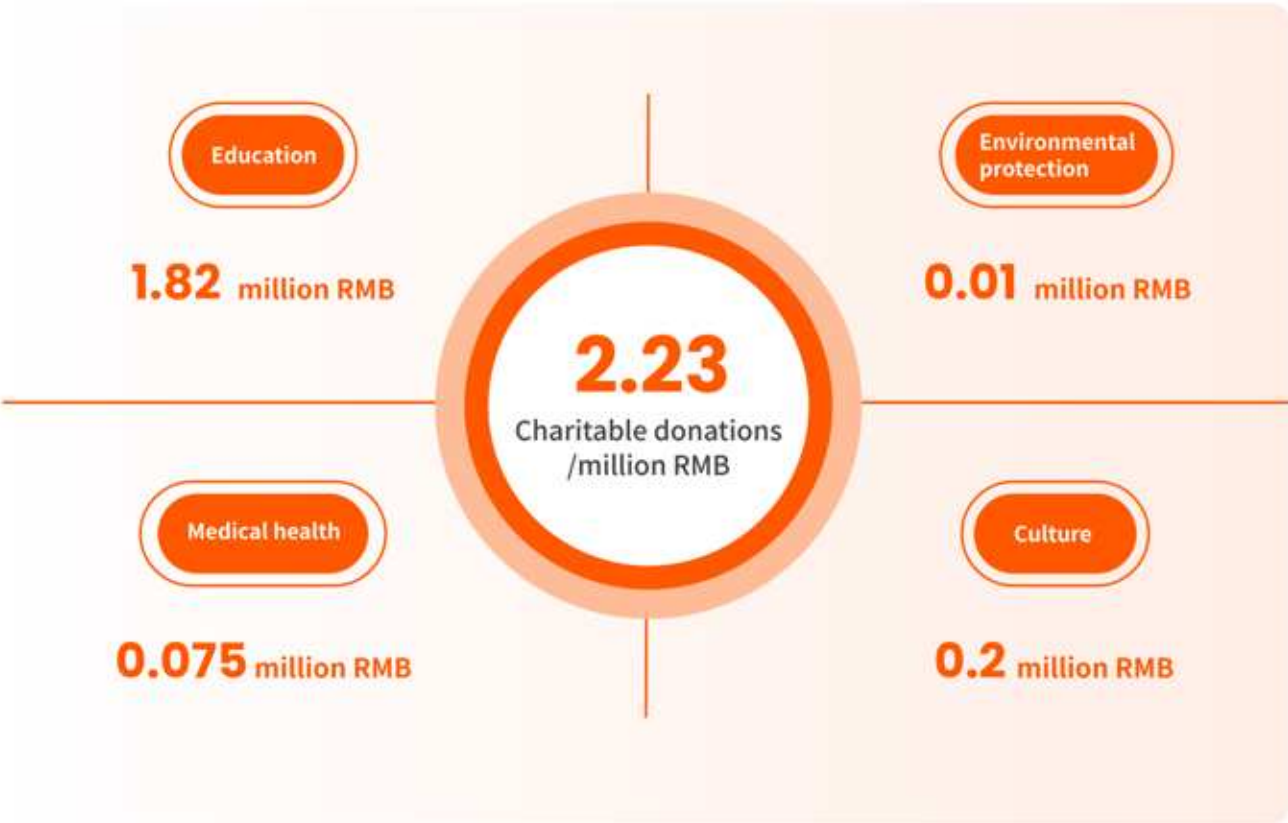 Education
1.82 million RMB
Environmental
protection
0.01 million RMB
2.23
Charitable donations
/million RMB
Medical health
0.075 million RMB
Culture
0.2 million RMB